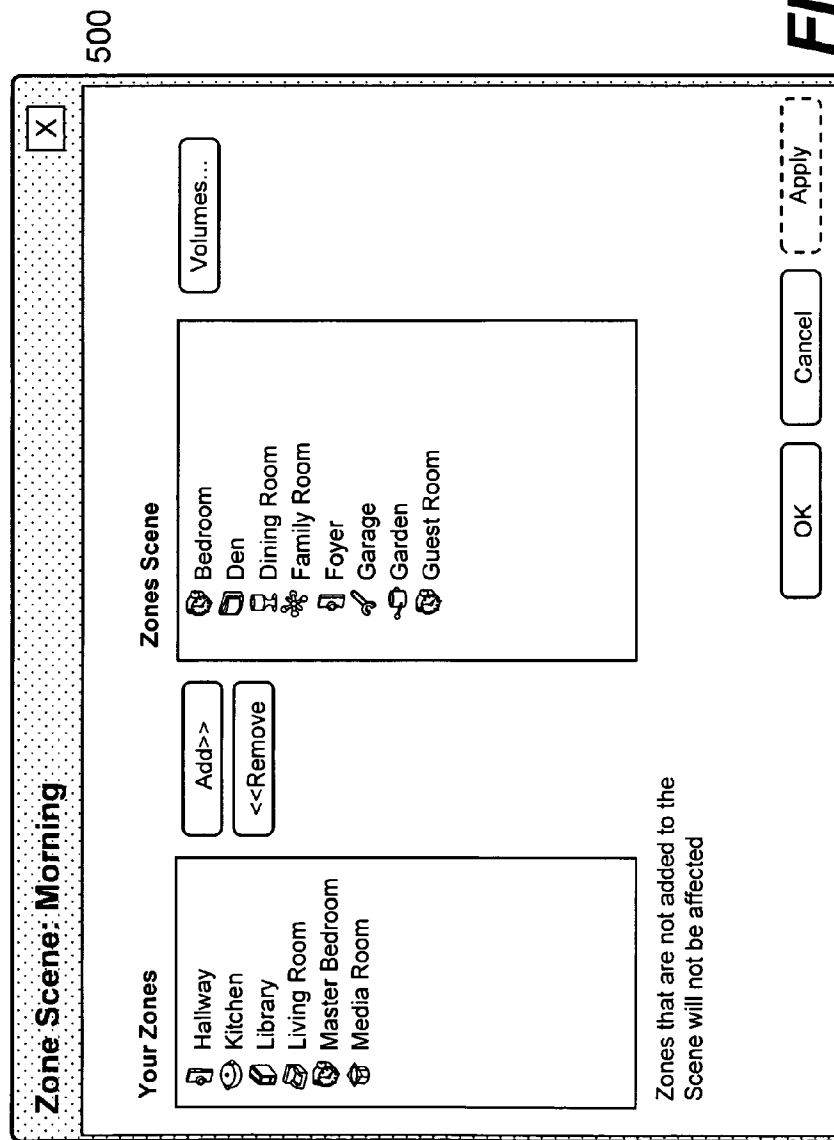 Zone Scene: Morning
X
500
Your Zones
Hallway
Kitchen
Library
Living Room
Master Bedroom
Media Room
Add>>
<<Remove
Zones Scene
Bedroom
Den
Dining Room
Family Room
Foyer
Garage
Garden
Guest Room
Volumes...
Zones that are not added to the
Scene will not be affected
OK
Cancel
Apply